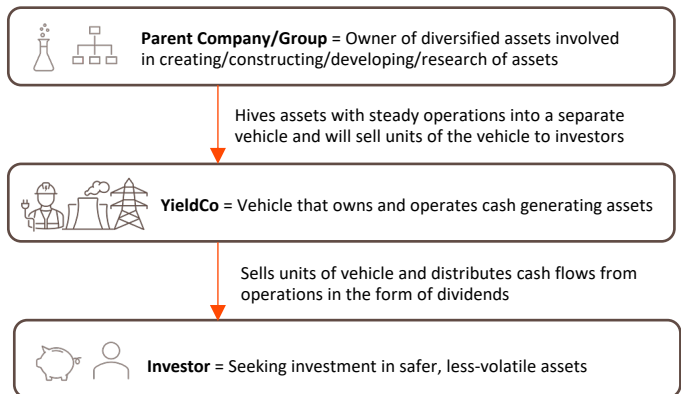 Parent Company/Group = Owner of diversified assets involved
in creating/constructing/developing/research of assets
Hives assets with steady operations into a separate
vehicle and will sell units of the vehicle to investors
YieldCo = Vehicle that owns and operates cash generating assets
Sells units of vehicle and distributes cash flows from
operations in the form of dividends
Investor = Seeking investment in safer, less-volatile assets